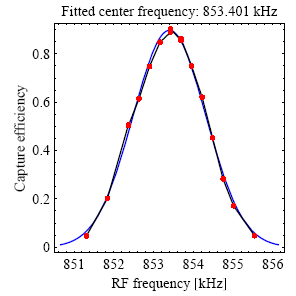 Fitted center frequency: 853.401 kHz
0.8
0.6
0.4
0.2
0
Capture efficiency
851 852 853 854 855 856
RF frequency [kHz]